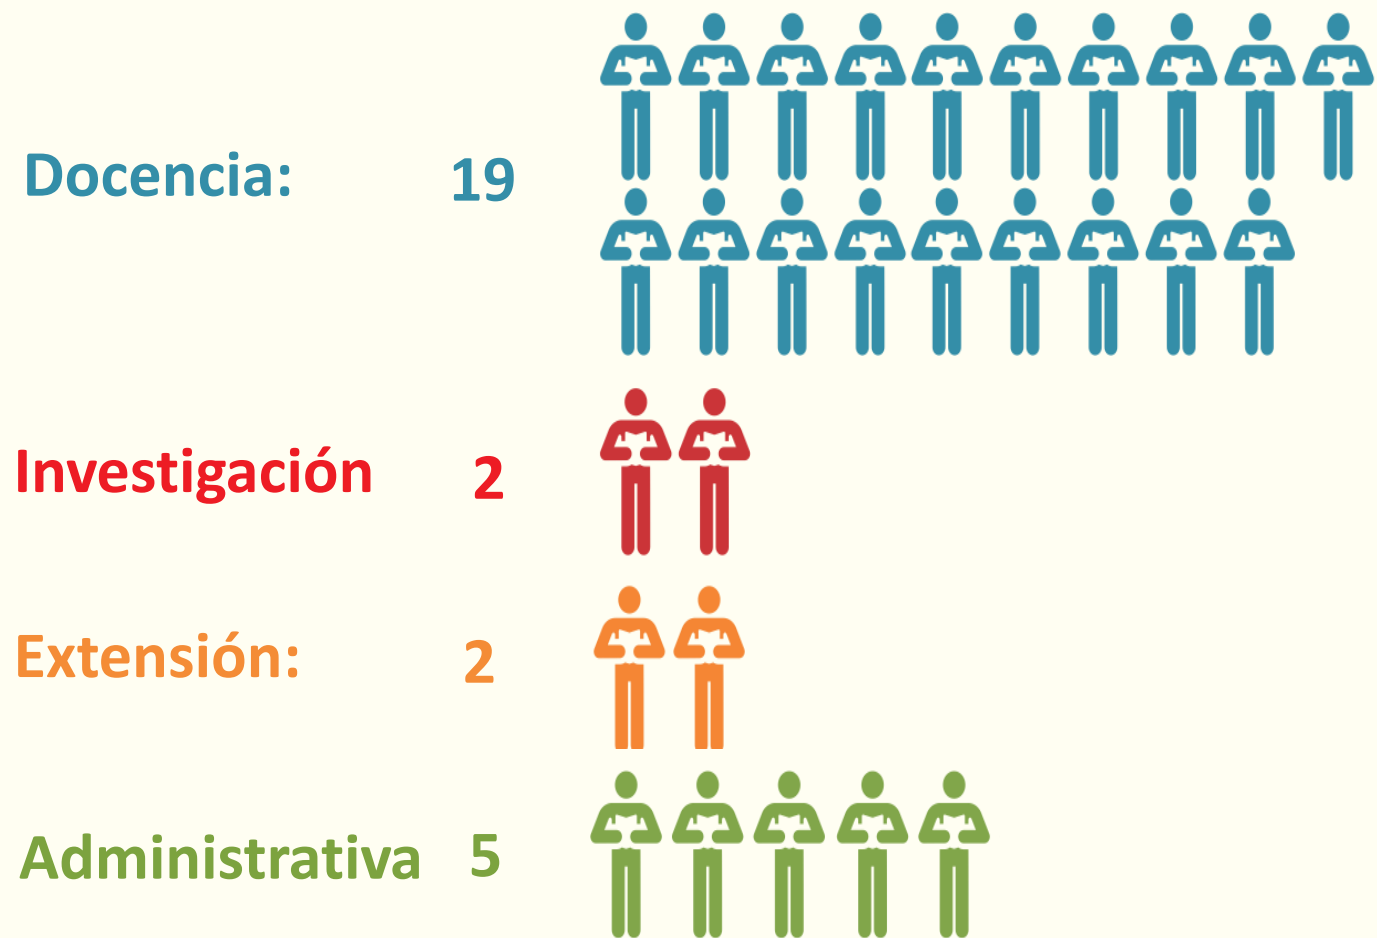 Docencia: 19
Investigación 2
Extensión: 2
Administrativa 5